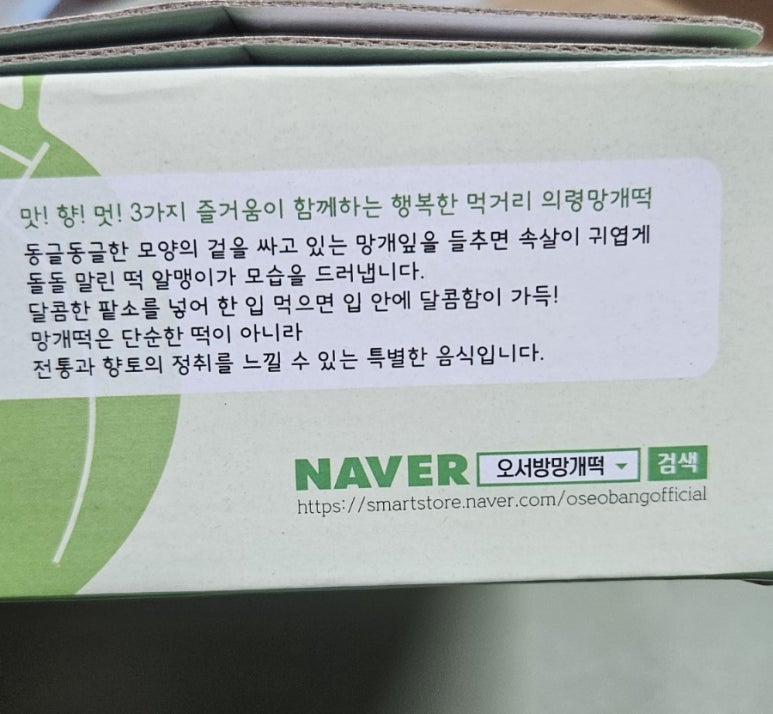 맛! 향! 멋! 3가지 즐거움이 함께하는 행복한 먹거리 의령망개떡
동글동글한 모양의 겉을 싸고 있는 망개잎을 들추면 속살이 귀엽게
돌돌 말린 떡 알맹이가 모습을 드러냅니다.
달콤한 팥소를 넣어 한 입 먹으면 입 안에 달콤함이 가득!
망개떡은 단순한 떡이 아니라
전통과 향토의 정취를 느낄 수 있는 특별한 음식입니다.
NAVER 오서방망개떡 검색
https://smartstore.naver.com/oseobangofficial